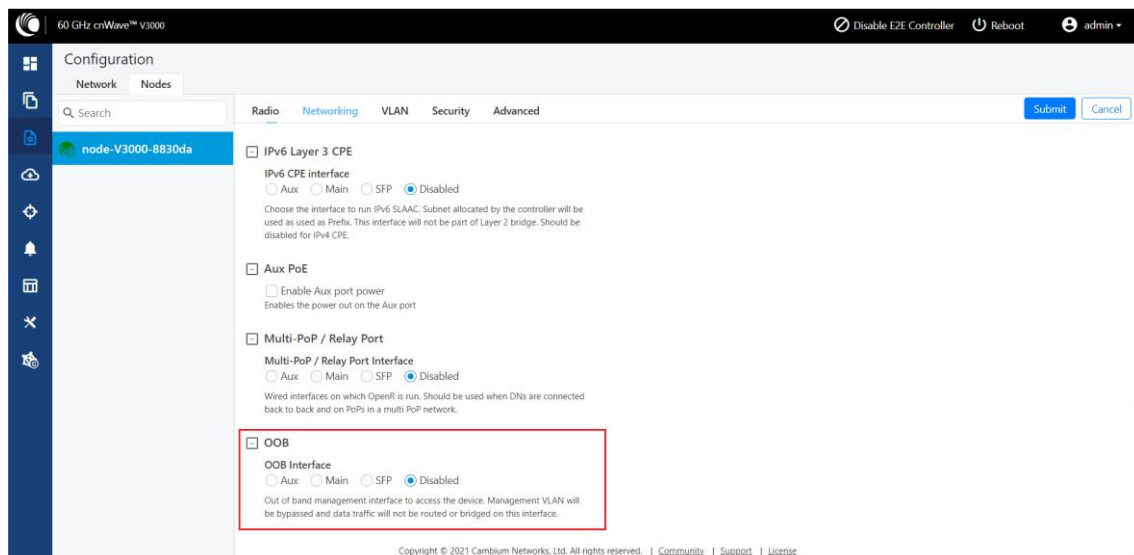 60 GHz cnWave™ V3000
Disable E2E Controller Reboot admin
Configuration
Network Nodes
Search
Radio Networking VLAN Security Advanced Submit Cancel
node-V3000-8830da
IPv6 Layer 3 CPE
IPv6 CPE interface
Aux Main SFP Disabled
Choose the interface to run IPv6 SLAAC. Subnet allocated by the controller will be
used as used as Prefix. This interface will not be part of Layer 2 bridge. Should be
disabled for IPv4 CPE.
Aux PoE
Enable Aux port power
Enables the power out on the Aux port
Multi-PoP / Relay Port
Multi-PoP / Relay Port Interface
Aux Main SFP Disabled
Wired interfaces on which OpenR is run. Should be used when DNs are connected
back to back and on PoPs in a multi PoP network.
OOB
OOB Interface
Aux Main SFP Disabled
Out of band management interface to access the device. Management VLAN will
be bypassed and data traffic will not be routed or bridged on this interface.
Copyright © 2021 Cambium Networks, Ltd. All rights reserved. | Community | Support | License